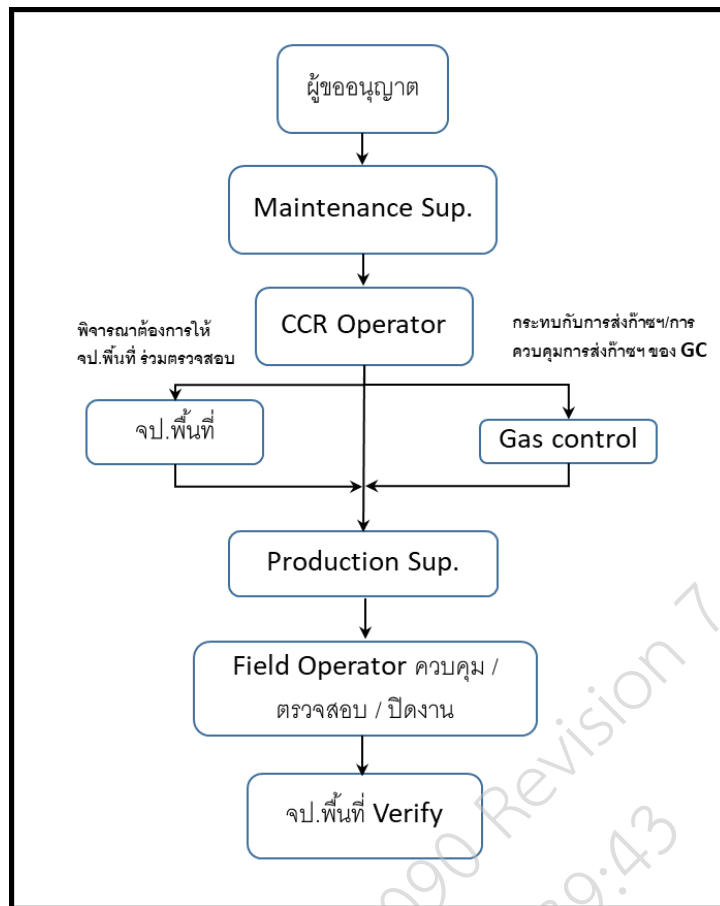 ผู้ขออนุญาต
Maintenance Sup.
CCR Operator
พิจารณาต้องการให้
จป.พื้นที่ ร่วมตรวจสอบ
กระทบกับการส่งก๊าซฯ/การ
ควบคุมการส่งก๊าซฯ ของ GC
จป.พื้นที่
Gas control
Production Sup.
Field Operator ควบคุม /
ตรวจสอบ / ปิดงาน
จป.พื้นที่ Verify
090 Revision 7
39:43